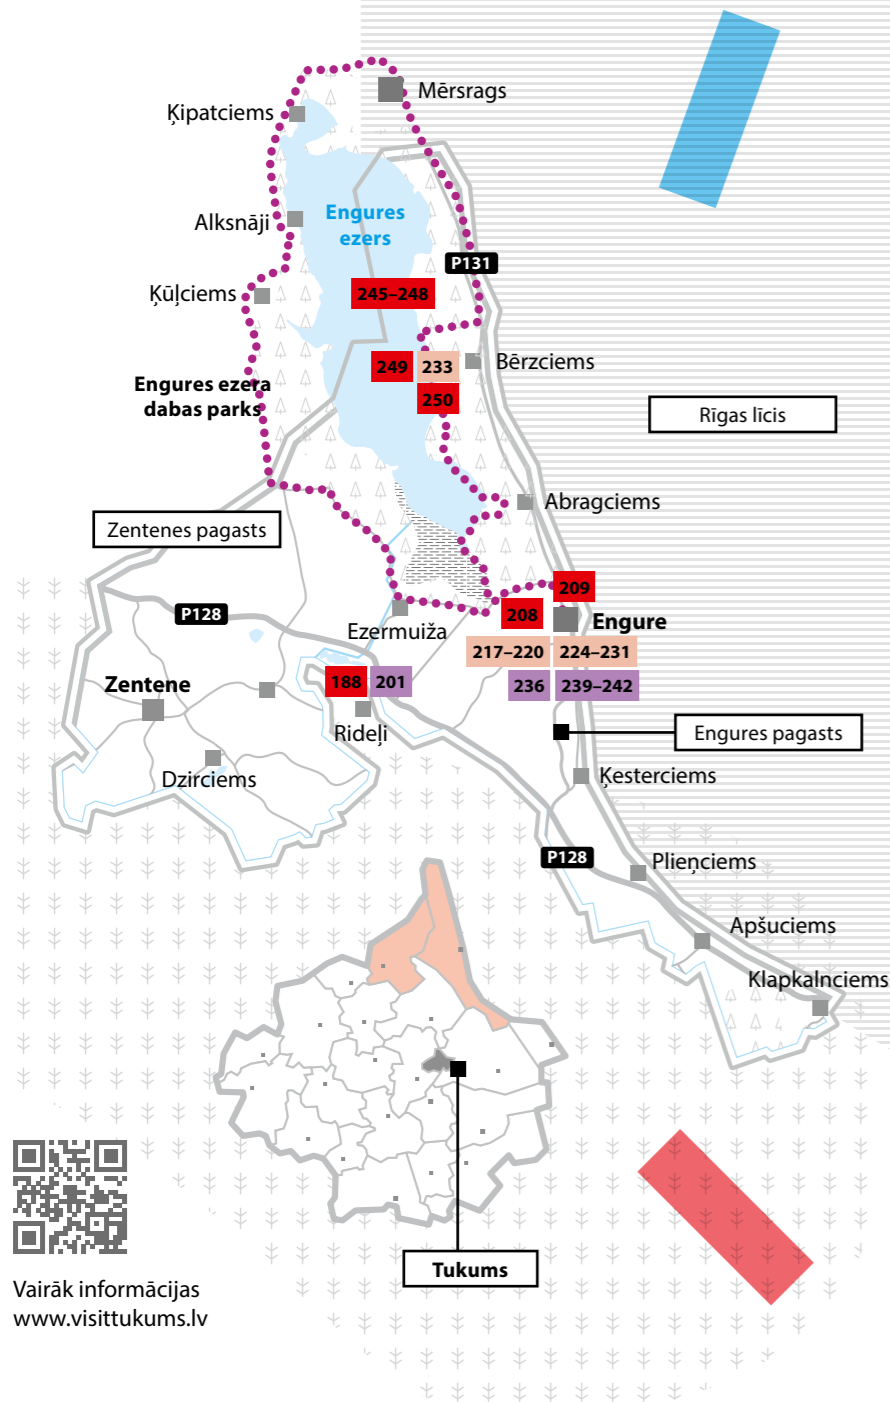 Mērsrags
Ķipatciems
Engures
ezers
Alksnāji
P131
Ķūļciems
245–248
Bērzciems
249
233
Engures ezera
dabas parks
250
Rīgas līcis
Abragciems
Zentenes pagasts
209
P128
208
Engure
Ezermuiža
217–220
224–231
188
201
236
239–242
Zentene
Rideļi
Engures pagasts
Dzirciems
Ķesterciems
P128
Plieņciems
Apšuciems
Klapkalnciems
Tukums
Vairāk informācijas
www.visittukums.lv